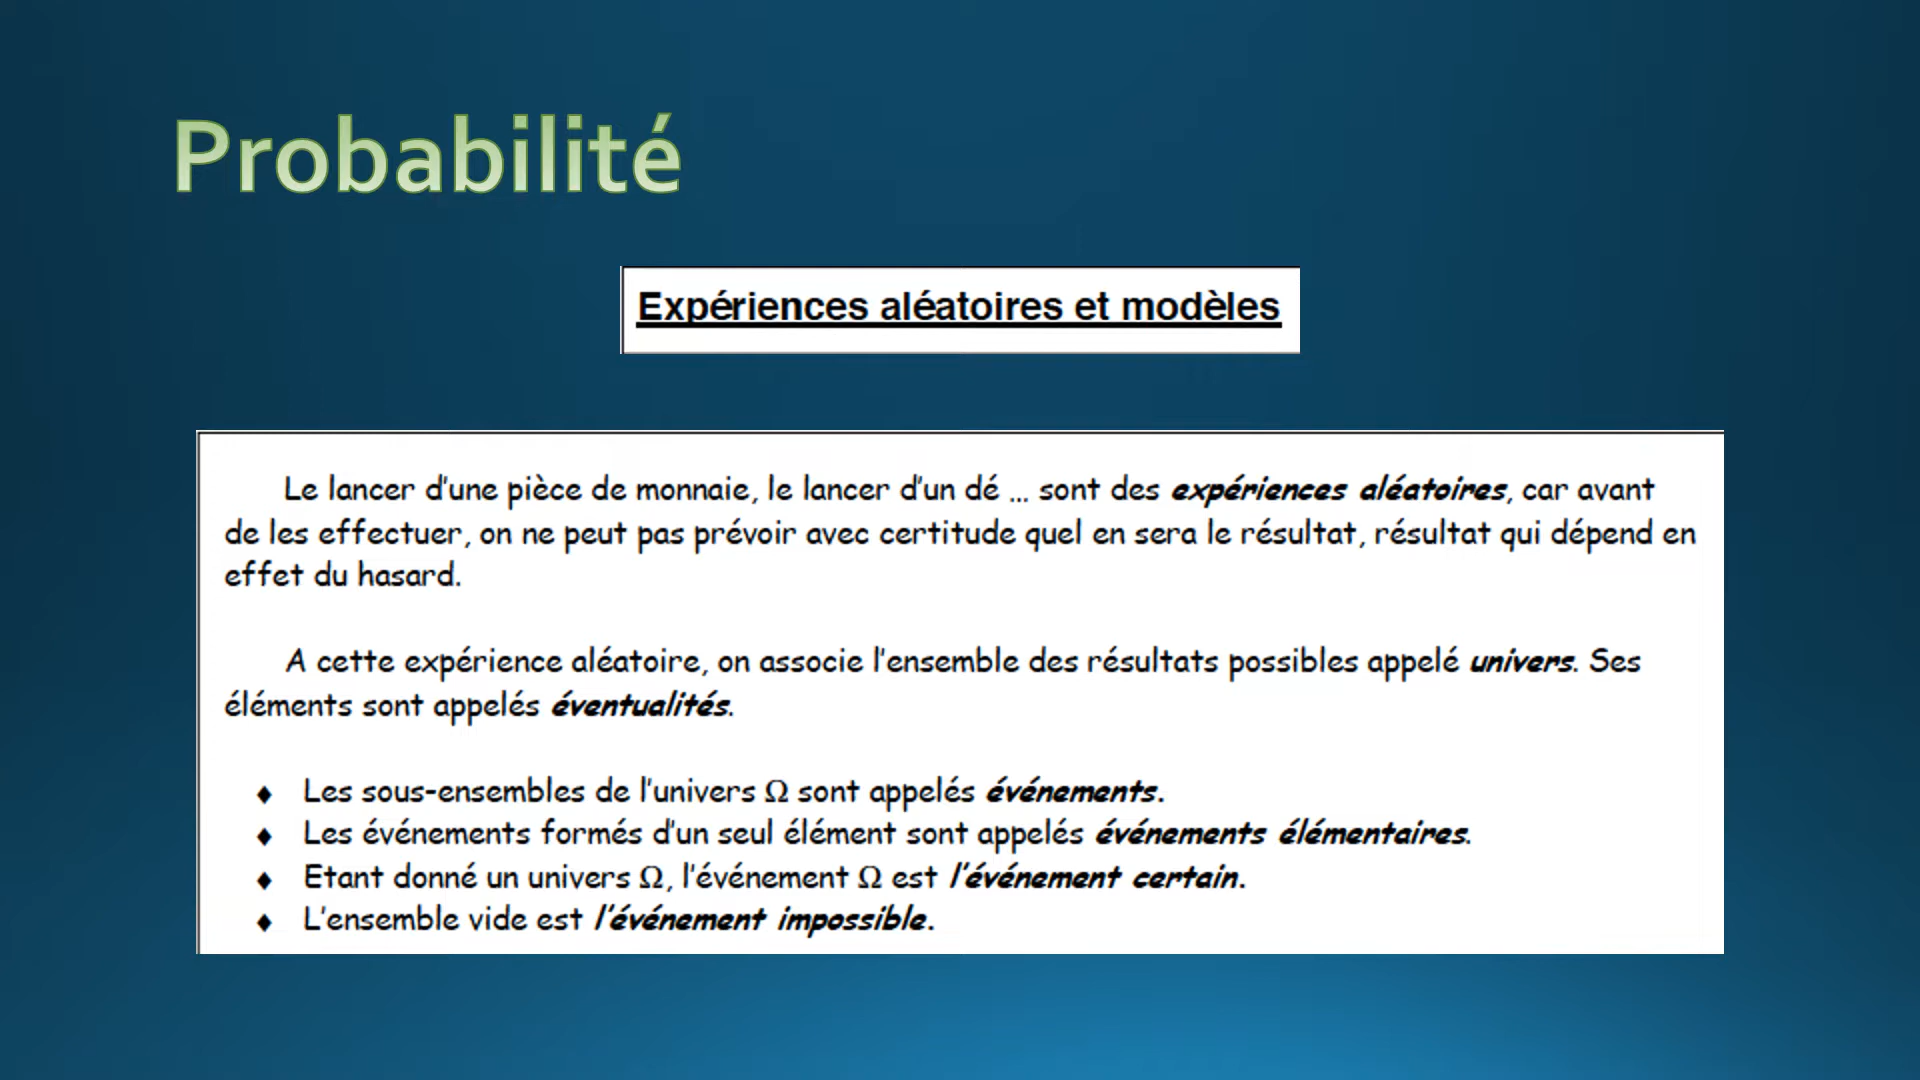 Probabilité
Expériences aléatoires et modèles
Le lancer d'une pièce de monnaie, le lancer d'un dé ... sont des expériences aléatoires, car avant
de les effectuer, on ne peut pas prévoir avec certitude quel en sera le résultat, résultat qui dépend en
effet du hasard.
A cette expérience aléatoire, on associe l'ensemble des résultats possibles appelé univers. Ses
éléments sont appelés éventualités.
♦ Les sous-ensembles de l'univers Ω sont appelés événements.
♦ Les événements formés d'un seul élément sont appelés événements élémentaires.
♦ Etant donné un univers Ω, l'événement Ω est l'événement certain.
♦ L'ensemble vide est l'événement impossible.